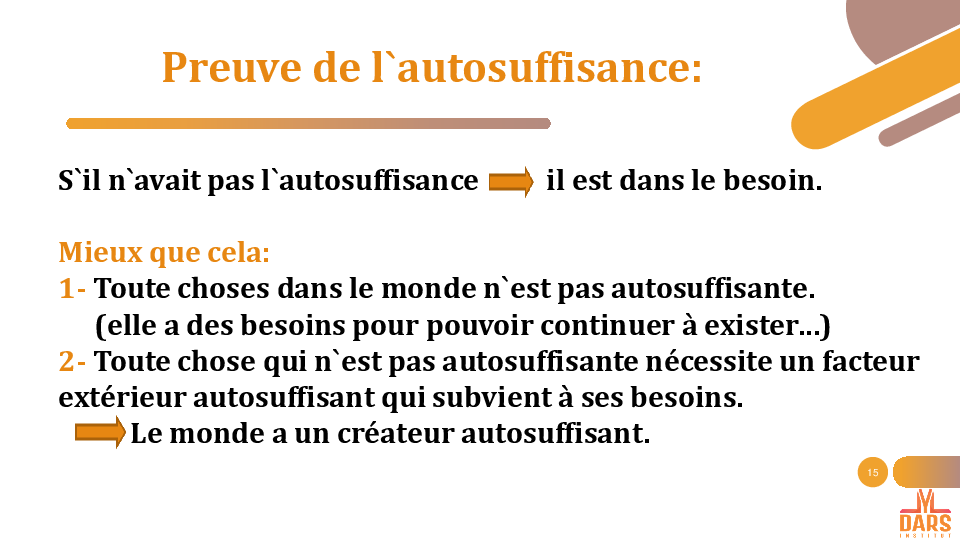 Preuve de l`autosuffisance:
S`il n`avait pas l`autosuffisance il est dans le besoin.
Mieux que cela:
1- Toute choses dans le monde n`est pas autosuffisante.
(elle a des besoins pour pouvoir continuer à exister...)
2- Toute chose qui n`est pas autosuffisante nécessite un facteur
extérieur autosuffisant qui subvient à ses besoins.
Le monde a un créateur autosuffisant.
15
DARS
INSTITUT